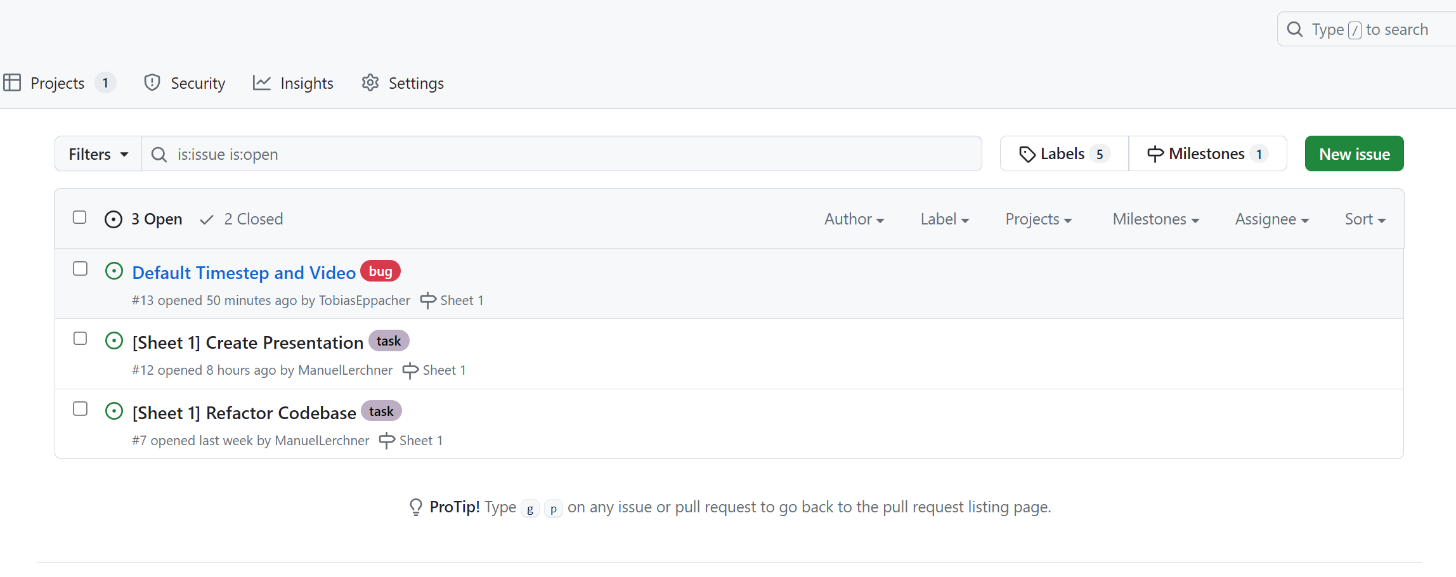 Type / to search
Projects 1 Security Insights Settings
Filters is:issue is:open Labels 5 Milestones 1 New issue
3 Open 2 Closed Author Label Projects Milestones Assignee Sort
Default Timestep and Video bug
#13 opened 50 minutes ago by TobiasEppacher Sheet 1
[Sheet 1] Create Presentation task
#12 opened 8 hours ago by ManuelLerchner Sheet 1
[Sheet 1] Refactor Codebase task
#7 opened last week by ManuelLerchner Sheet 1
ProTip! Type g p on any issue or pull request to go back to the pull request listing page.